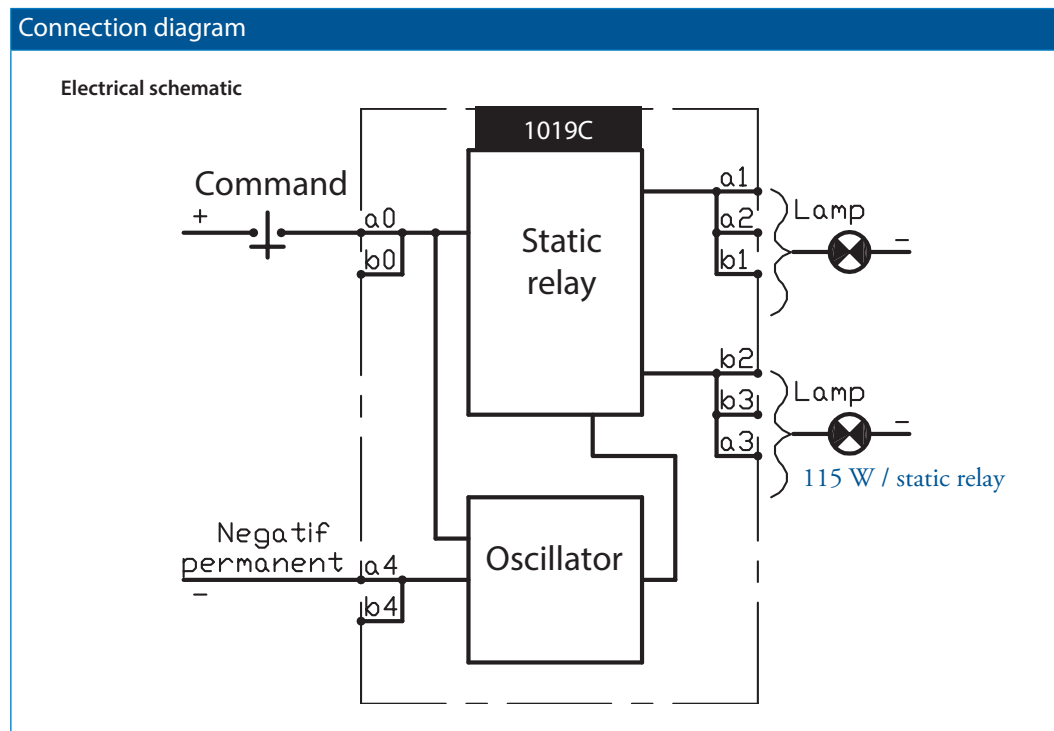 Connection diagram
Electrical schematic
1019C
Command
+
a0
b0
Static
relay
a1
a2
b1
Lamp
–
b2
b3
a3
Lamp
–
115 W / static relay
Negatif
permanent
–
a4
b4
Oscillator